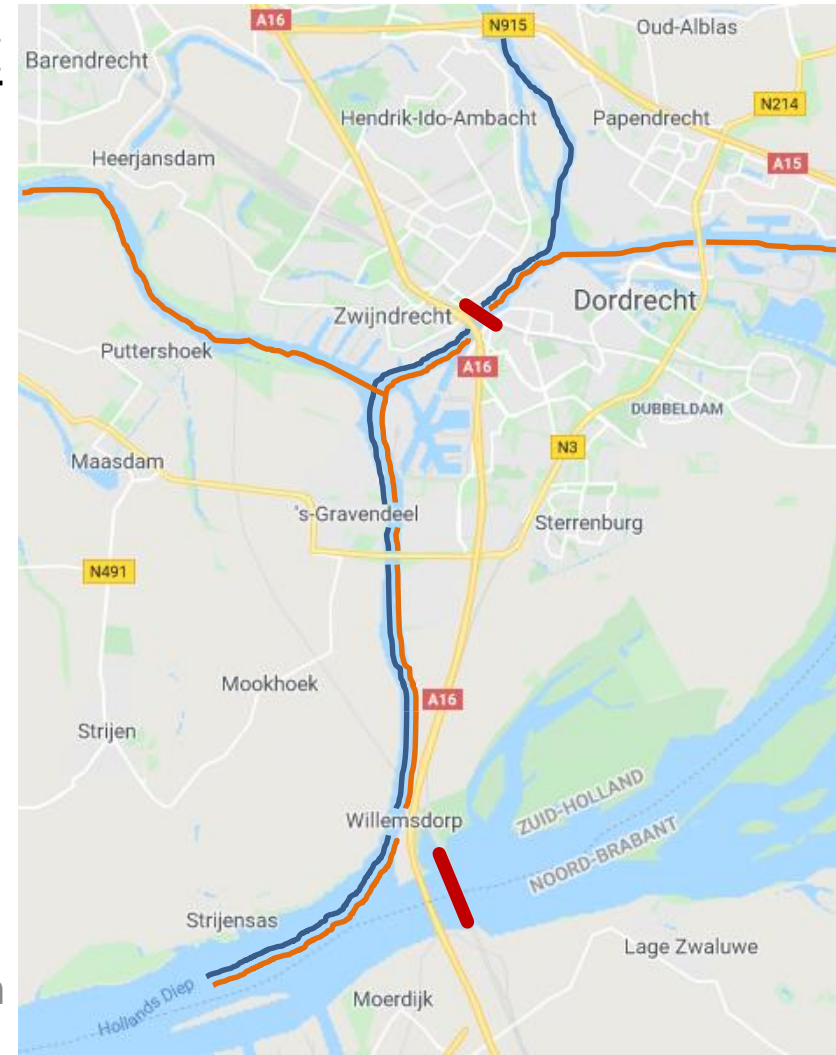 A16
N915
Oud-Alblas
Barendrecht
N214
Hendrik-Ido-Ambacht
Papendrecht
Heerjansdam
A15
Dordrecht
Zwijndrecht
Puttershoek
A16
DUBBELDAM
N3
Maasdam
's-Gravendeel
Sterrenburg
N491
Mookhoek
A16
Strijen
ZUID-HOLLAND
Willemsdorp
NOORD-BRABANT
Strijensas
Lage Zwaluwe
Hollands Diep
Moerdijk